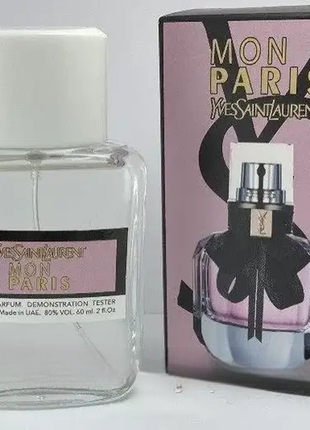 YVESSAINTLAURENT
MON
PARIS
PARFUM DEMONSTRATION TESTER
Made in UAE. 80% VOL. 60 ml. 2 fl.Oz
MON
PARIS
YVESSAINTLAURENT